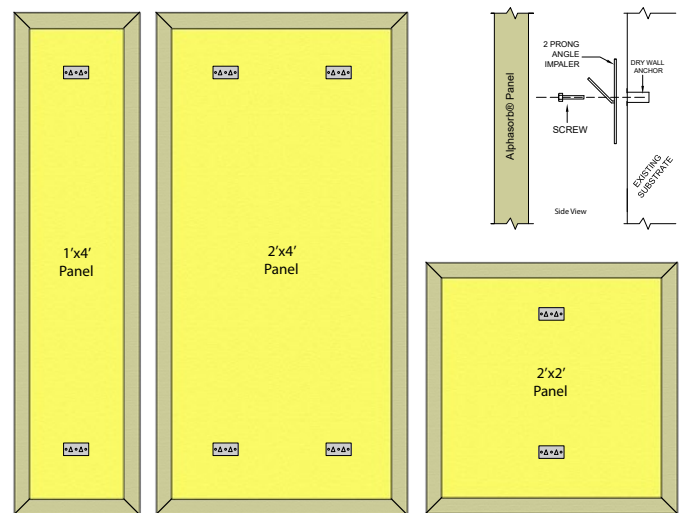 1'x4'
Panel
2'x4'
Panel
Alphasorb® Panel
2 PRONG
ANGLE
IMPALER
DRY WALL
ANCHOR
SCREW
EXISTING
SUBSTRATE
Side View
2'x2'
Panel